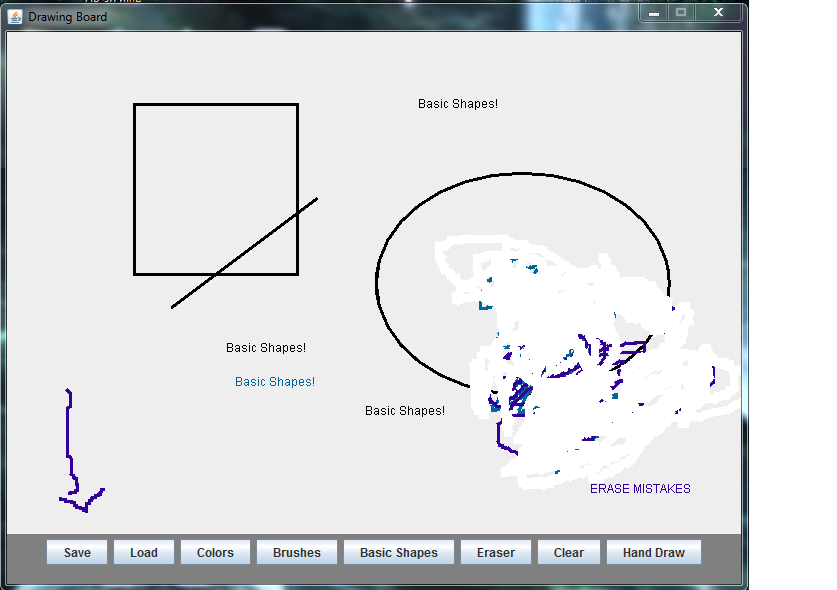 Drawing Board
Basic Shapes!
Basic Shapes!
Basic Shapes!
Basic Shapes!
ERASE MISTAKES
Save
Load
Colors
Brushes
Basic Shapes
Eraser
Clear
Hand Draw